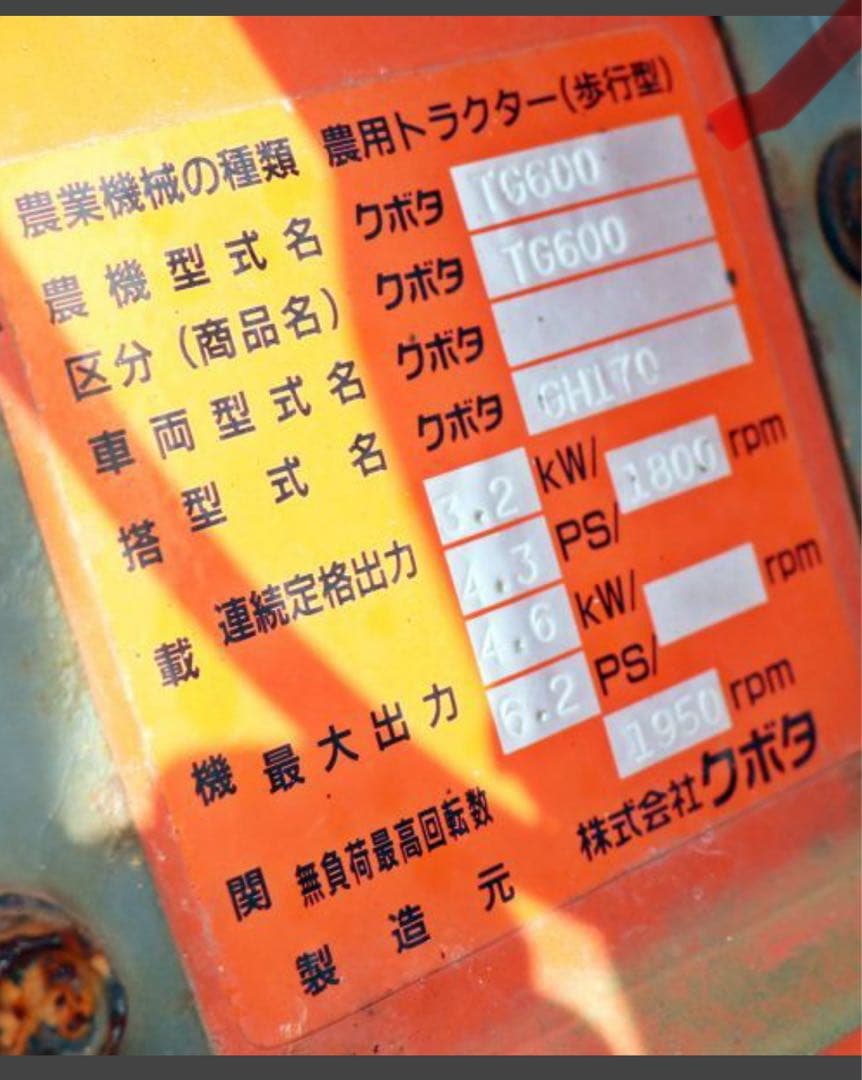 農業機械の種類 農用トラクター(歩行型)
農機型式名 クボタ TG600
区分(商品名) クボタ TG600
車両型式名 クボタ
搭載機関 型式名 クボタ GH170
連続定格出力 3.2 kW/ 4.3 PS/ 1800 rpm
最大出力 4.6 kW/ 6.2 PS/ rpm
無負荷最高回転数 1950 rpm
製造元 株式会社クボタ